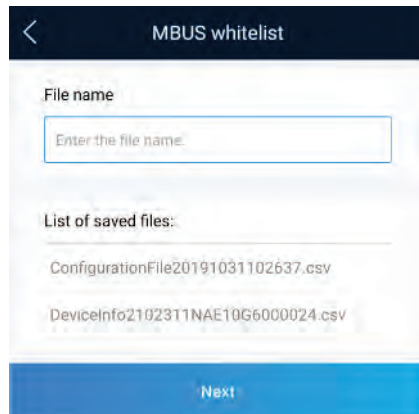 MBUS whitelist
File name
Enter the file name.
List of saved files:
ConfigurationFile20191031102637.csv
DeviceInfo2102311NAE10G6000024.csv
Next